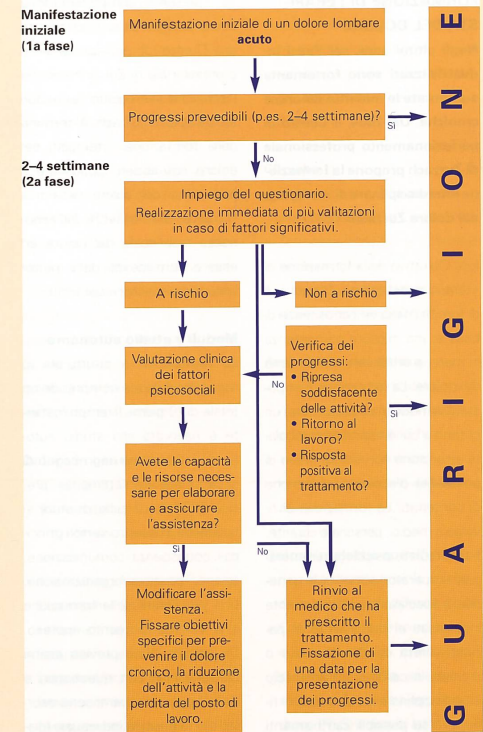 Manifestazione
iniziale
(1a fase)
Manifestazione iniziale di un dolore lombare
acuto
Progressi prevedibili (p.es. 2–4 settimane)?
Sì
No
2–4 settimane
(2a fase)
Impiego del questionario.
Realizzazione immediata di più valitazioni
in caso di fattori significativi.
A rischio
Non a rischio
Valutazione clinica
dei fattori
psicosociali
No
Verifica dei
progressi:
• Ripresa
soddisfacente
delle attività?
• Ritorno al
lavoro?
• Risposta
positiva al
trattamento?
Sì
Avete le capacità
e le risorse neces-
sarie per elaborare
e assicurare
l'assistenza?
Sì
No
Modificare l'assi-
stenza.
Fissare obiettivi
specifici per pre-
venire il dolore
cronico, la riduzione
dell'attività e la
perdita del posto di
lavoro.
Rinvio al
medico che ha
prescritto il
trattamento.
Fissazione di
una data per la
presentazione
dei progressi.
GUARIGIONE